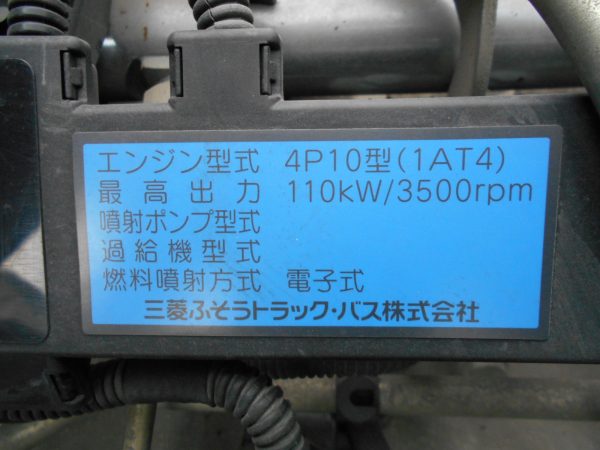 エンジン型式 4P10型(1AT4)
最高出力 110kW/3500rpm
噴射ポンプ型式
過給機型式
燃料噴射方式 電子式
三菱ふそうトラック・バス株式会社